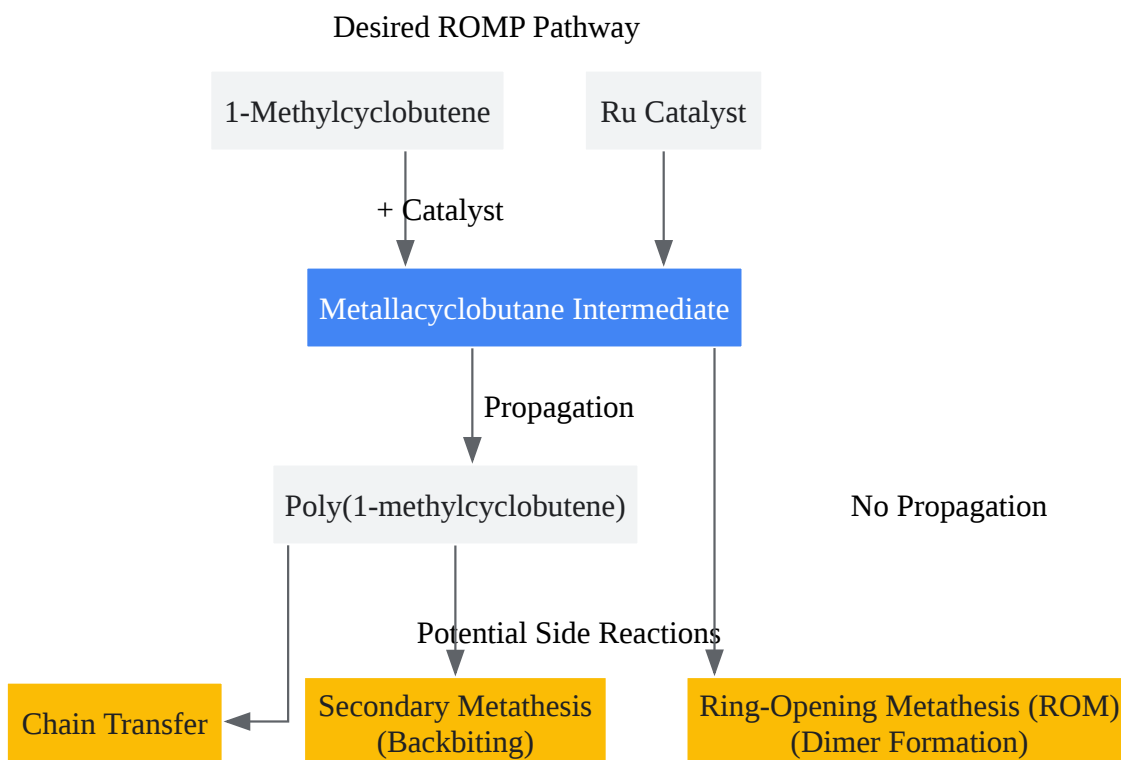 Desired ROMP Pathway
1-Methylcyclobutene
Ru Catalyst
+ Catalyst
Metallacyclobutane Intermediate
Propagation
Poly(1-methylcyclobutene)
No Propagation
Potential Side Reactions
Chain Transfer
Secondary Metathesis
(Backbiting)
Ring-Opening Metathesis (ROM)
(Dimer Formation)